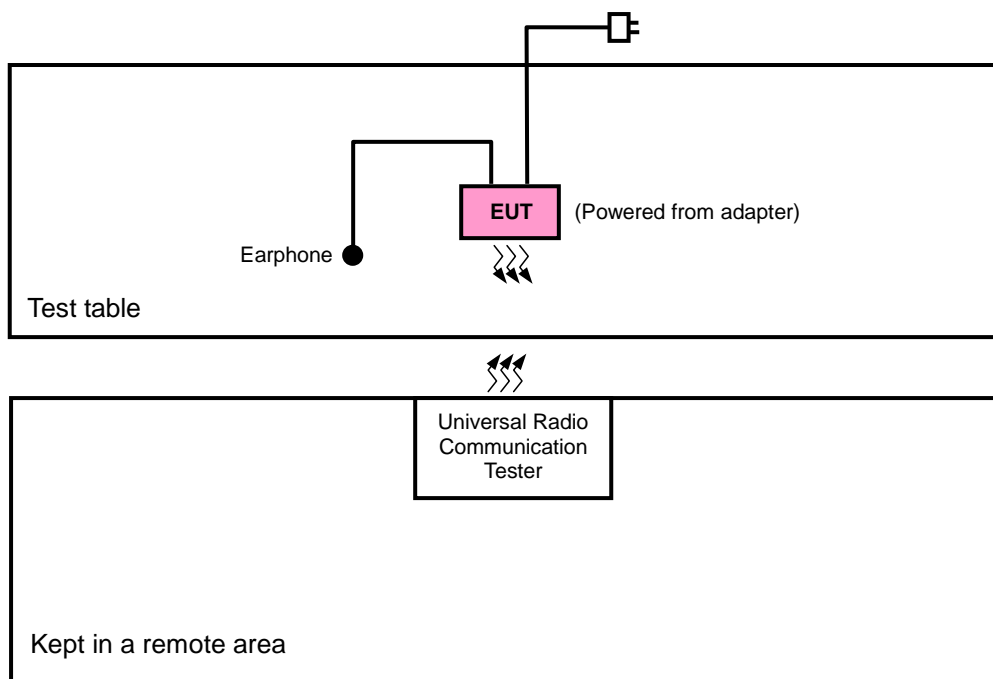 EUT
(Powered from adapter)
Earphone
Test table
Universal Radio
Communication
Tester
Kept in a remote area